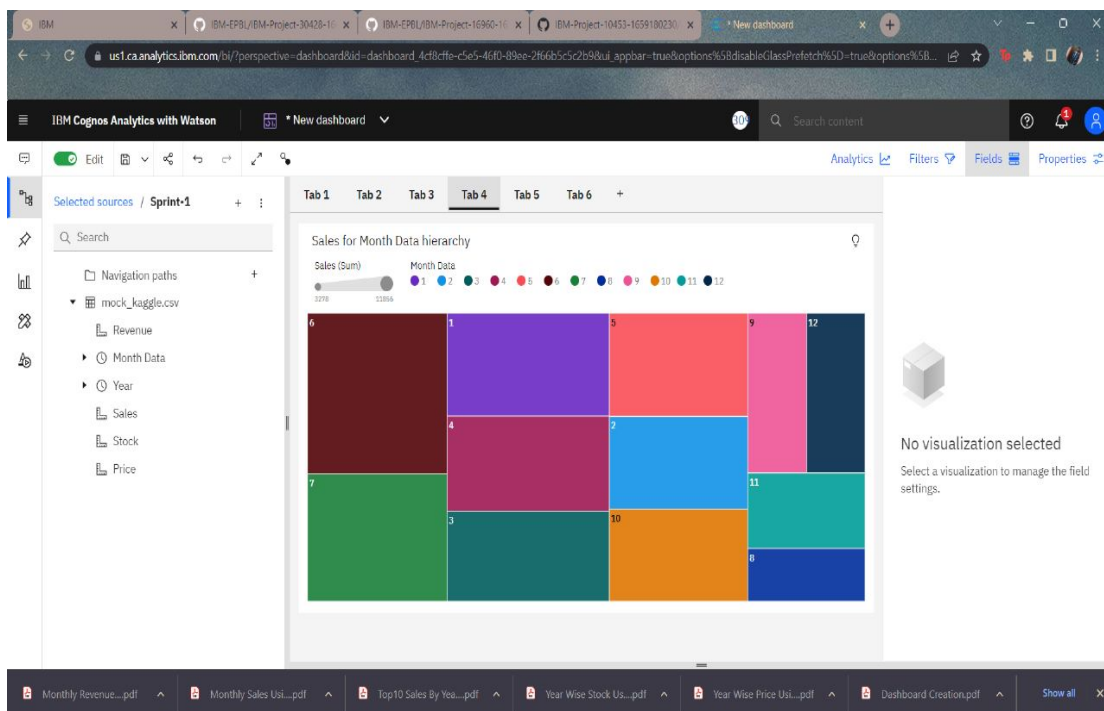 IBM
IBM-EPBL/IBM-Project-30428-16
IBM-EPBL/IBM-Project-16960-16
IBM-Project-10453-1659180230/
* New dashboard
us1.ca.analytics.ibm.com/bi/?perspective=dashboard&id=dashboard_4cf8cffe-c5e5-46f0-89ee-2f66b5c5c2b9&ui_appbar=true&options%5BdisableGlassPrefetch%5D=true&options%5B...
IBM Cognos Analytics with Watson
* New dashboard
Search content
1
Edit
Analytics
Filters
Fields
Properties
Selected sources / Sprint-1
Tab 1 Tab 2 Tab 3 Tab 4 Tab 5 Tab 6 +
Search
Navigation paths
mock_kaggle.csv
Revenue
Month Data
Year
Sales
Stock
Price
Sales for Month Data hierarchy
Sales (Sum)
3278 11856
Month Data
1 2 3 4 5 6 7 8 9 10 11 12
6 1 5 9 12
4 2
7 11
3 10
8
No visualization selected
Select a visualization to manage the field
settings.
Monthly Revenue....pdf
Monthly Sales Usi....pdf
Top10 Sales By Yea....pdf
Year Wise Stock Us....pdf
Year Wise Price Usi....pdf
Dashboard Creation.pdf
Show all